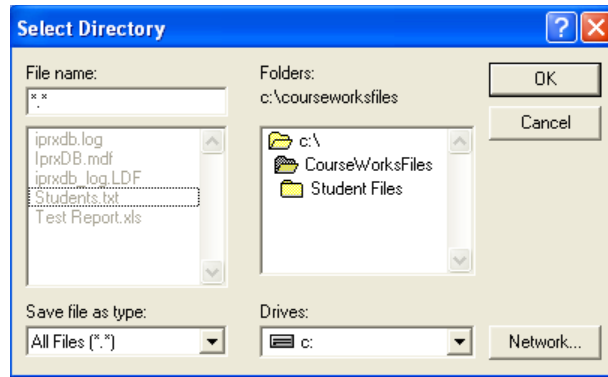 Select Directory
File name:
*.*
iprxdb.log
IprxDB.mdf
iprxdb_log.LDF
Students.txt
Test Report.xls
Save file as type:
All Files (*.*)
Folders:
c:\courseworksfiles
c:\
CourseWorksFiles
Student Files
Drives:
c:
OK
Cancel
Network...